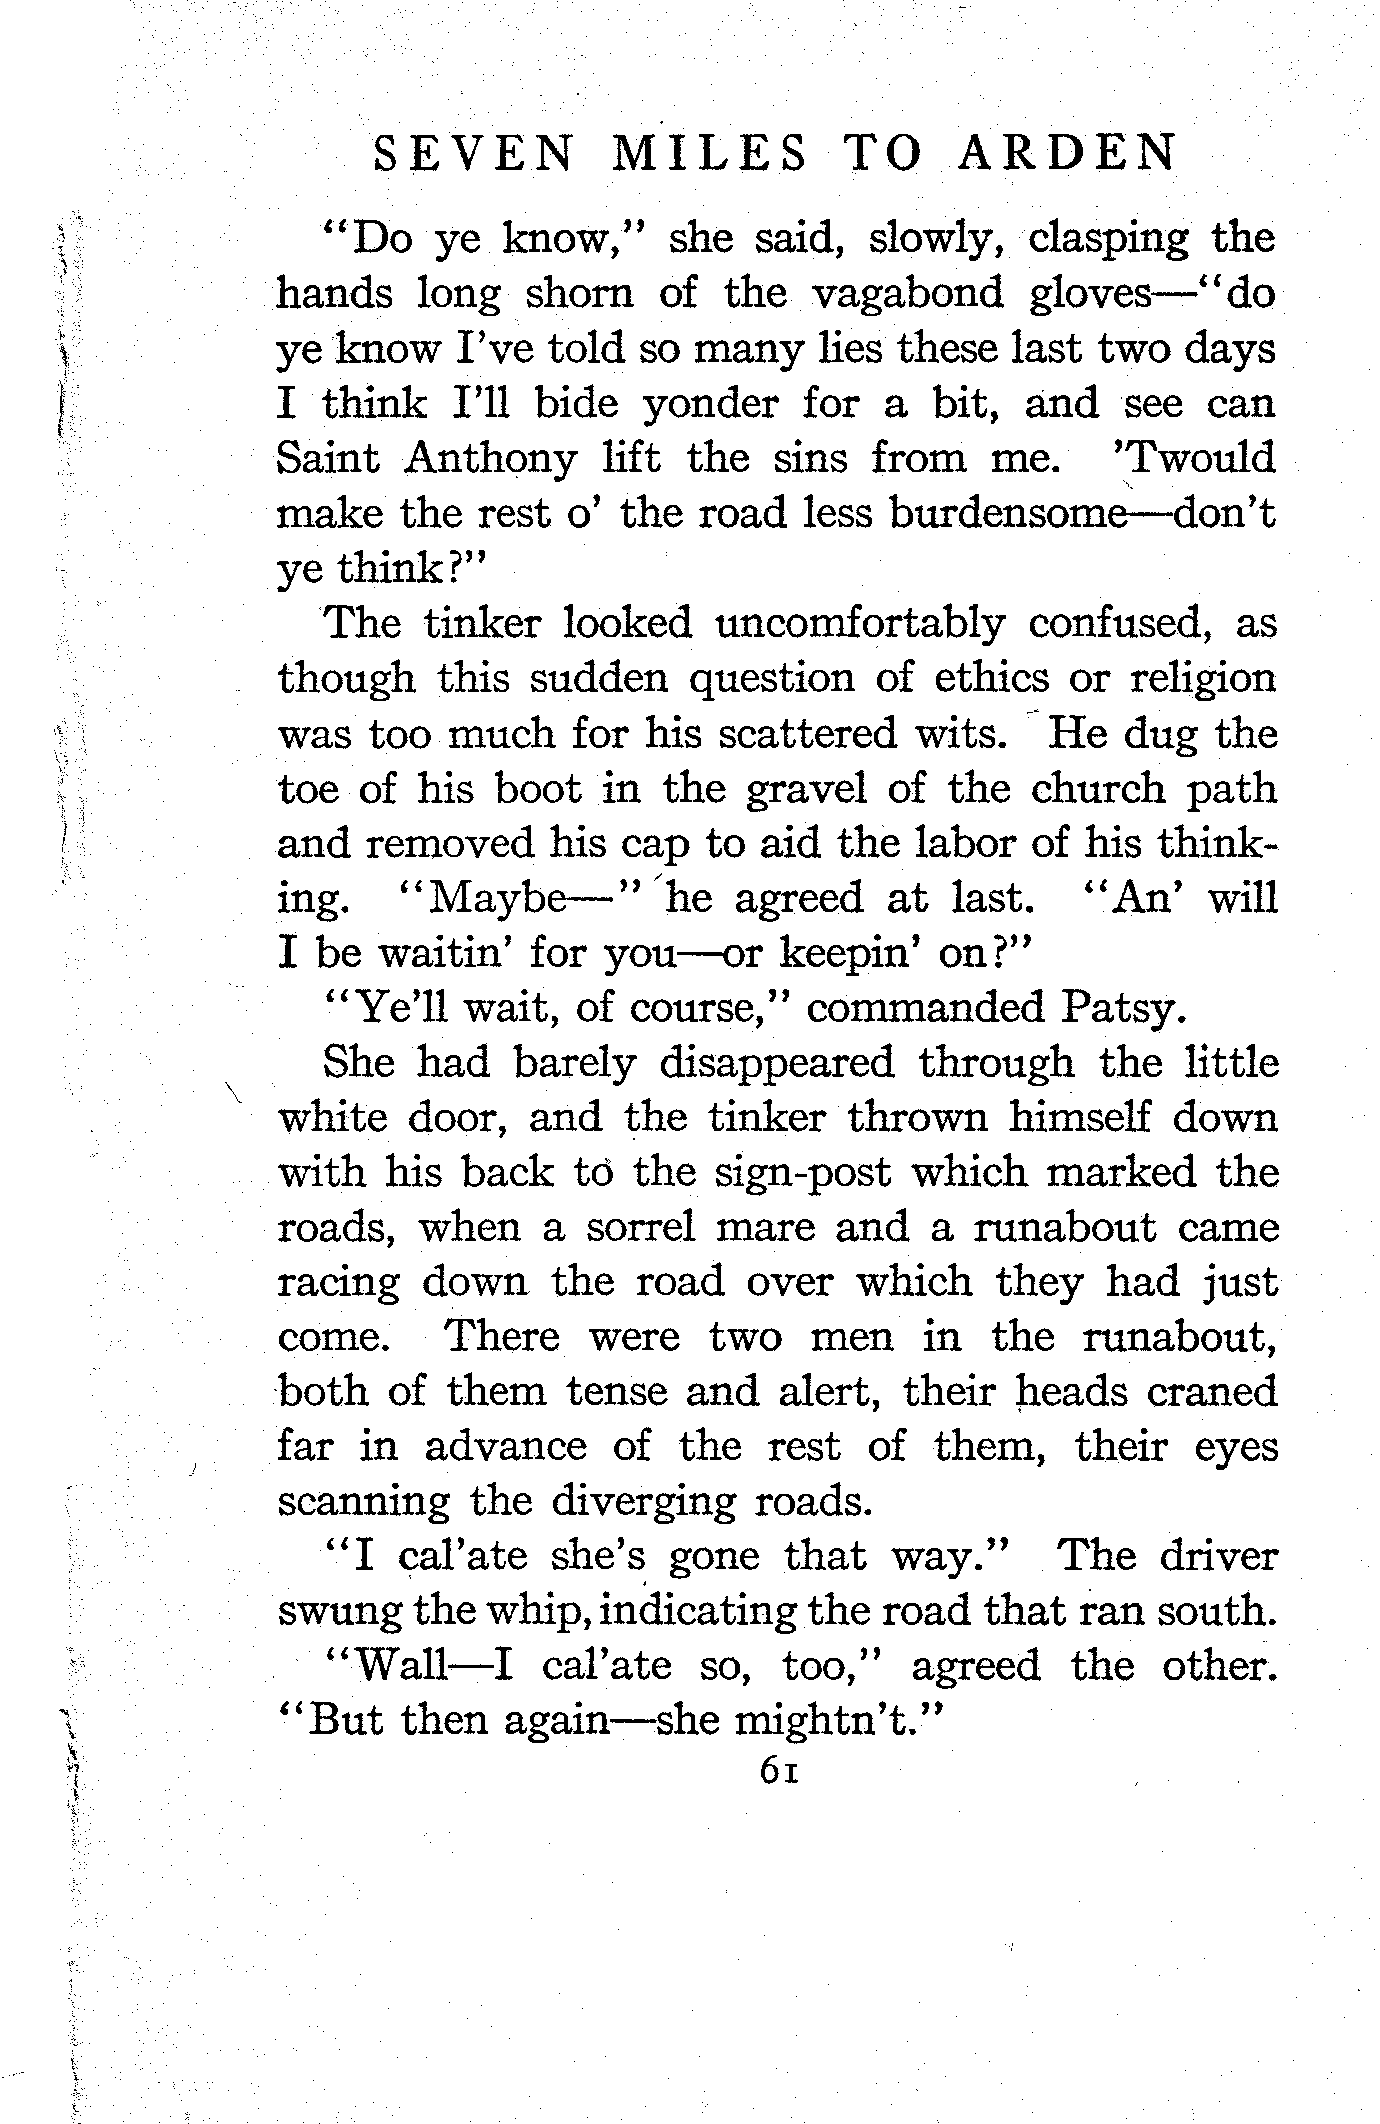 SEVEN MILES TO ARDEN
“Do ye know,” she said, slowly, clasping the
hands long shorn of the vagabond gloves—“do
ye know I’ve told so many lies these last two days
I think I’ll bide yonder for a bit, and see can
Saint Anthony lift the sins from me. ’Twould
make the rest o’ the road less burdensome—don’t
ye think?”
The tinker looked uncomfortably confused, as
though this sudden question of ethics or religion
was too much for his scattered wits. He dug the
toe of his boot in the gravel of the church path
and removed his cap to aid the labor of his think-
ing. “Maybe—” he agreed at last. “An’ will
I be waitin’ for you—or keepin’ on?”
“Ye’ll wait, of course,” commanded Patsy.
She had barely disappeared through the little
white door, and the tinker thrown himself down
with his back to the sign-post which marked the
roads, when a sorrel mare and a runabout came
racing down the road over which they had just
come. There were two men in the runabout,
both of them tense and alert, their heads craned
far in advance of the rest of them, their eyes
scanning the diverging roads.
“I cal’ate she’s gone that way.” The driver
swung the whip, indicating the road that ran south.
“Wall—I cal’ate so, too,” agreed the other.
“But then again—she mightn’t.”
61